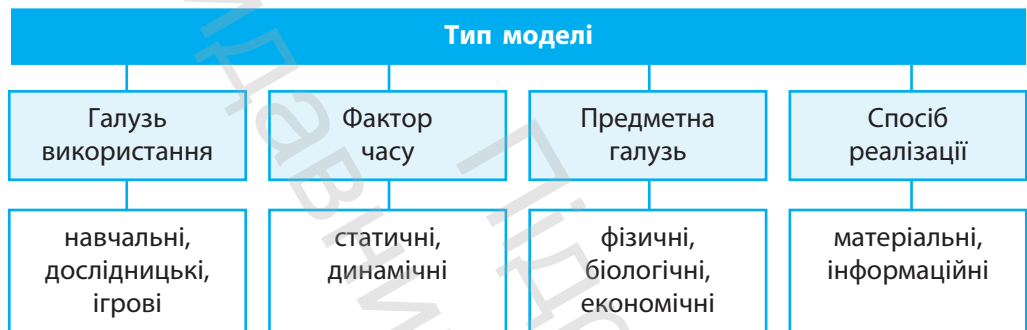 Тип моделі
Галузь
використання
Фактор
часу
Предметна
галузь
Спосіб
реалізації
навчальні,
дослідницькі,
ігрові
статичні,
динамічні
фізичні,
біологічні,
економічні
матеріальні,
інформаційні